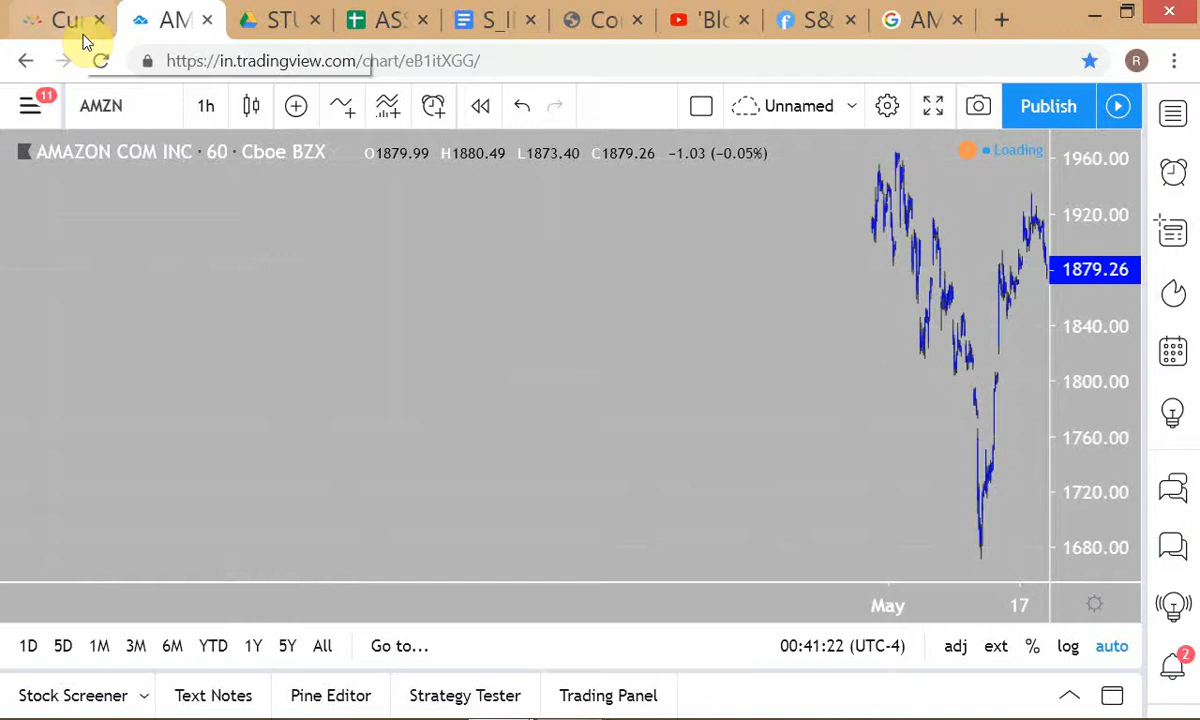 Cur AM STU ASS S_II Co 'Blo S& AM
https://in.tradingview.com/chart/eB1itXGG/
R
11 AMZN 1h Unnamed Publish
AMAZON COM INC · 60 · Cboe BZX O1879.99 H1880.49 L1873.40 C1879.26 −1.03 (−0.05%) Loading
1960.00
1920.00
1879.26
1840.00
1800.00
1760.00
1720.00
1680.00
May 17
1D 5D 1M 3M 6M YTD 1Y 5Y All Go to... 00:41:22 (UTC-4) adj ext % log auto
2
Stock Screener Text Notes Pine Editor Strategy Tester Trading Panel